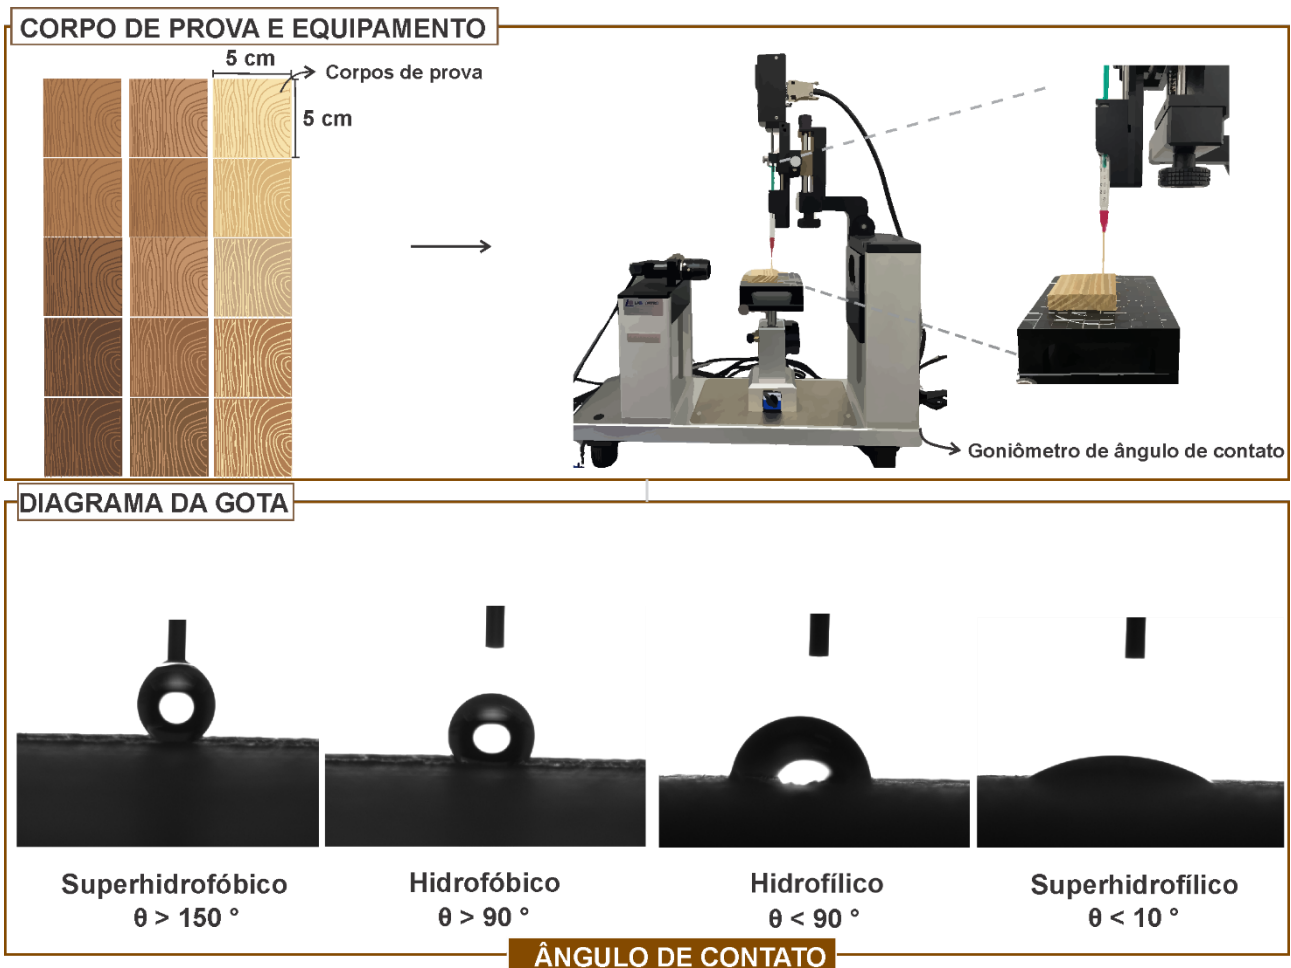 CORPO DE PROVA E EQUIPAMENTO
5 cm
Corpos de prova
5 cm
Goniômetro de ângulo de contato
DIAGRAMA DA GOTA
Superhidrofóbico
θ > 150 °
Hidrofóbico
θ > 90 °
Hidrofílico
θ < 90 °
Superhidrofílico
θ < 10 °
ÂNGULO DE CONTATO